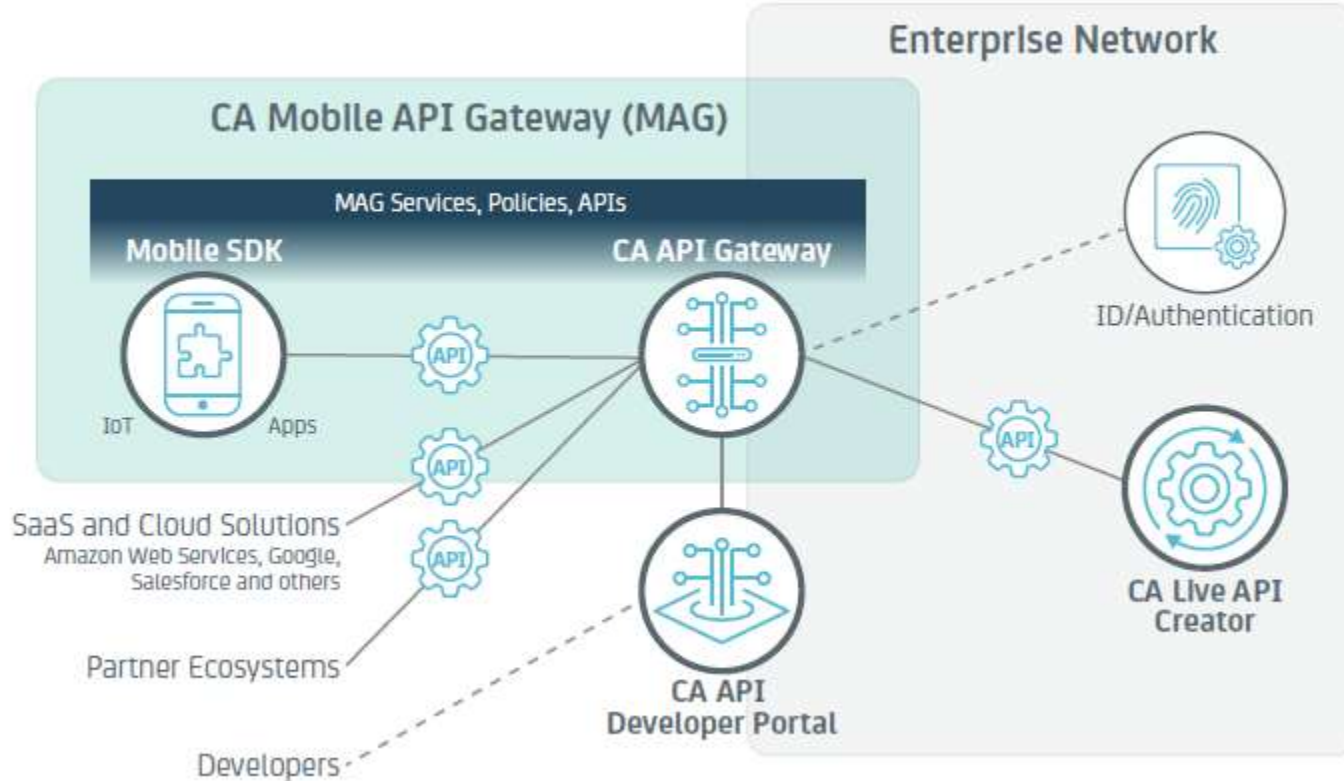 Enterprise Network
CA Mobile API Gateway (MAG)
MAG Services, Policies, APIs
Mobile SDK
CA API Gateway
ID/Authentication
API
IoT
Apps
API
API
SaaS and Cloud Solutions
Amazon Web Services, Google,
Salesforce and others
API
CA Live API
Creator
Partner Ecosystems
CA API
Developer Portal
Developers